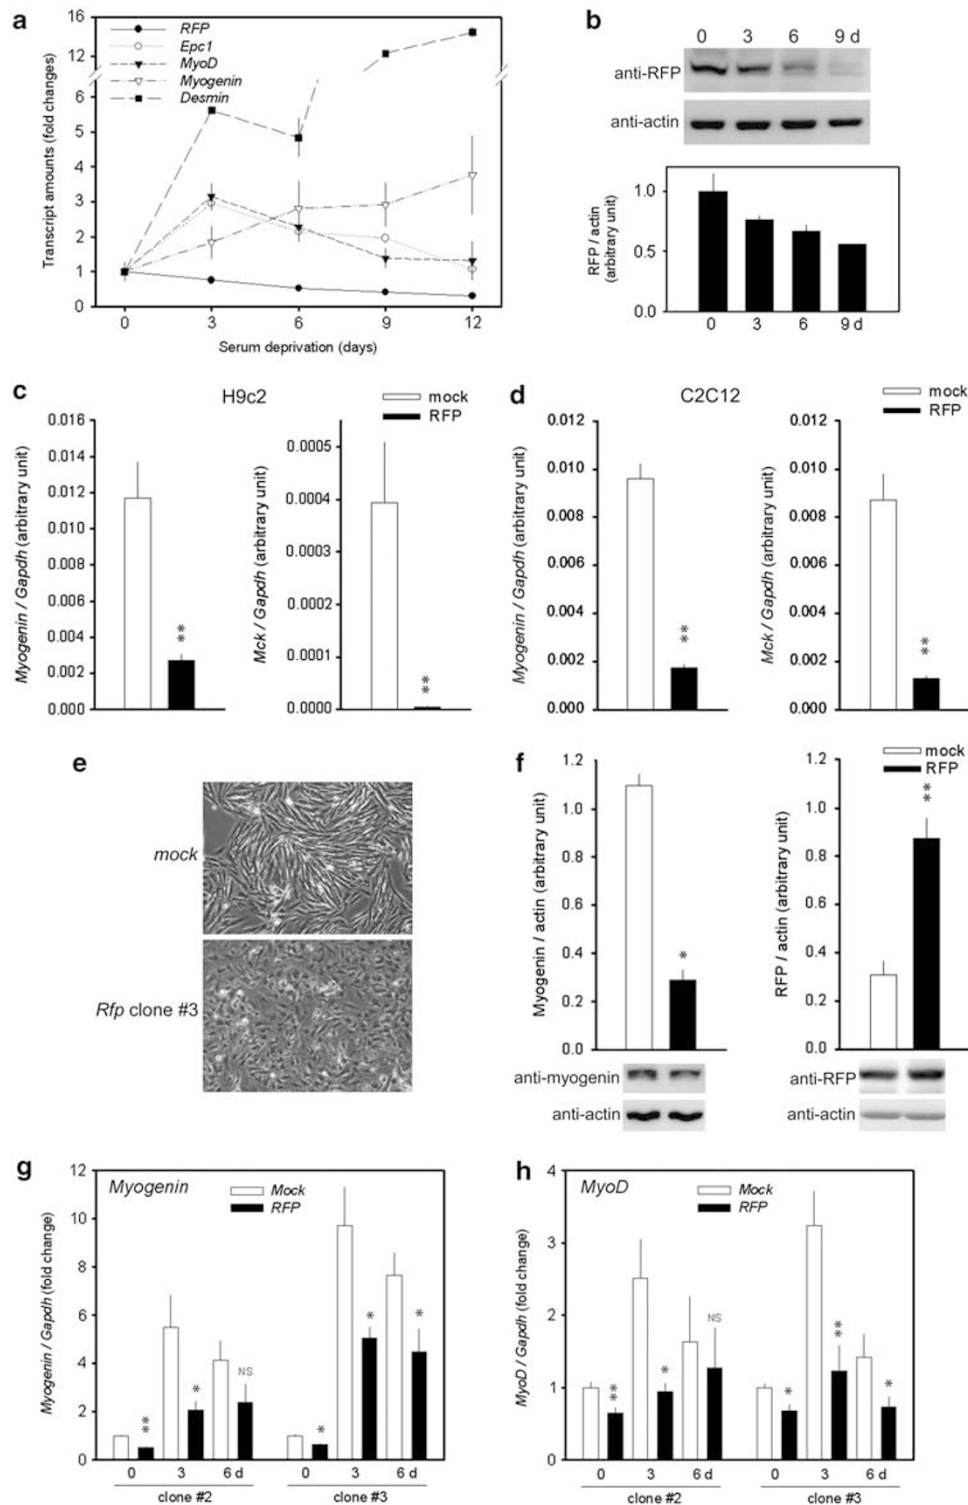 a
16
12
6
5
4
3
2
1
0
Transcript amounts (fold changes)
RFP
Epc1
MyoD
Myogenin
Desmin
0 3 6 9 12
Serum deprivation (days)
b
0 3 6 9 d
anti-RFP
anti-actin
1.0
0.5
0.0
RFP / actin
(arbitrary unit)
0 3 6 9 d
c
H9c2
mock
RFP
0.016
0.014
0.012
0.010
0.008
0.006
0.004
0.002
0.000
Myogenin / Gapdh (arbitrary unit)
**
0.0005
0.0004
0.0003
0.0002
0.0001
0.0000
Mck / Gapdh (arbitrary unit)
**
d
C2C12
mock
RFP
0.012
0.010
0.008
0.006
0.004
0.002
0.000
Myogenin / Gapdh (arbitrary unit)
**
0.012
0.010
0.008
0.006
0.004
0.002
0.000
Mck / Gapdh (arbitrary unit)
**
e
mock
Rfp clone #3
f
mock
RFP
1.2
1.0
0.8
0.6
0.4
0.2
0.0
Myogenin / actin (arbitrary unit)
*
anti-myogenin
anti-actin
1.2
1.0
0.8
0.6
0.4
0.2
0.0
RFP / actin (arbitrary unit)
**
anti-RFP
anti-actin
g
Myogenin
Mock
RFP
12
10
8
6
4
2
0
Myogenin / Gapdh (fold change)
** * NS * * *
0 3 6 d 0 3 6 d
clone #2 clone #3
h
MyoD
Mock
RFP
4
3
2
1
0
MyoD / Gapdh (fold change)
** * NS * ** *
0 3 6 d 0 3 6 d
clone #2 clone #3